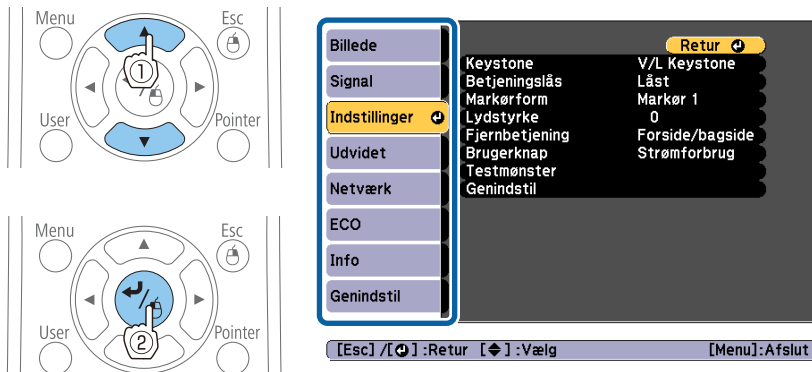 Menu
Esc
1
User
Pointer
Menu
Esc
User
2
Pointer
Billede
Signal
Indstillinger
Udvidet
Netværk
ECO
Info
Genindstil
Retur
Keystone V/L Keystone
Betjeningslås Låst
Markørform Markør 1
Lydstyrke 0
Fjernbetjening Forside/bagside
Brugerknap Strømforbrug
Testmønster
Genindstil
[Esc] /[⏎] :Retur [◆] :Vælg [Menu]:Afslut